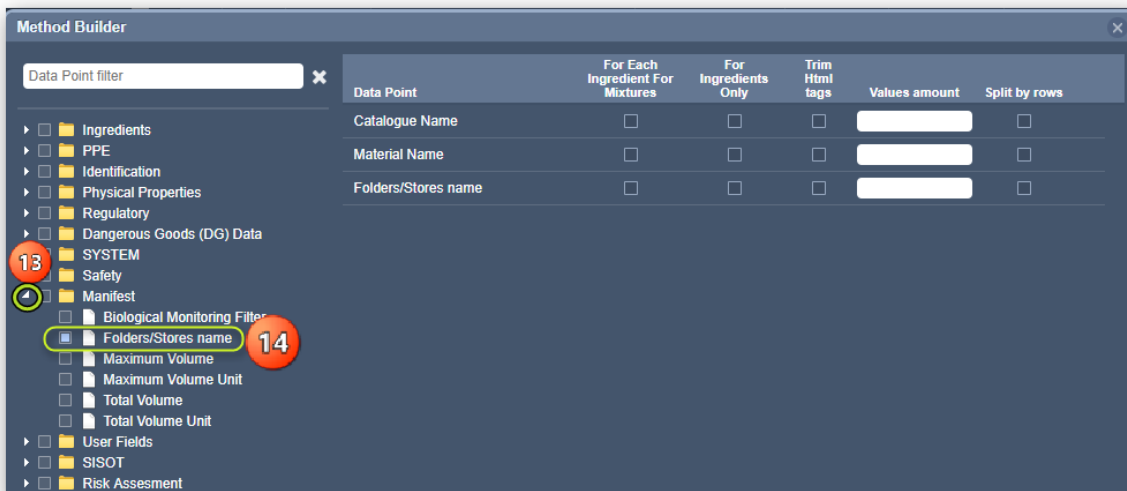 Method Builder
Data Point filter
Ingredients
PPE
Identification
Physical Properties
Regulatory
Dangerous Goods (DG) Data
SYSTEM
13
Safety
Manifest
Biological Monitoring Filter
Folders/Stores name
14
Maximum Volume
Maximum Volume Unit
Total Volume
Total Volume Unit
User Fields
SISOT
Risk Assesment
Data Point
For Each
Ingredient For
Mixtures
For
Ingredients
Only
Trim
Html
tags
Values amount
Split by rows
Catalogue Name
Material Name
Folders/Stores name